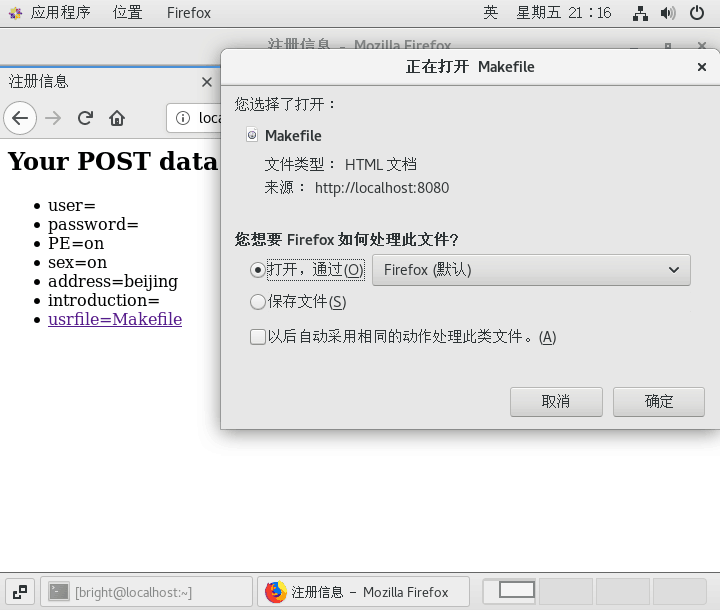 应用程序 位置 Firefox 英 星期五 21：16
注册信息 – Mozilla Firefox
正在打开 Makefile
注册信息
您选择了打开：
loca
Makefile
文件类型： HTML 文档
来源： http://localhost:8080
Your POST data
user=
password=
PE=on
sex=on
address=beijing
introduction=
usrfile=Makefile
您想要 Firefox 如何处理此文件？
打开，通过(O) Firefox (默认)
保存文件(S)
以后自动采用相同的动作处理此类文件。(A)
取消 确定
[bright@localhost:~] 注册信息 – Mozilla Firefox